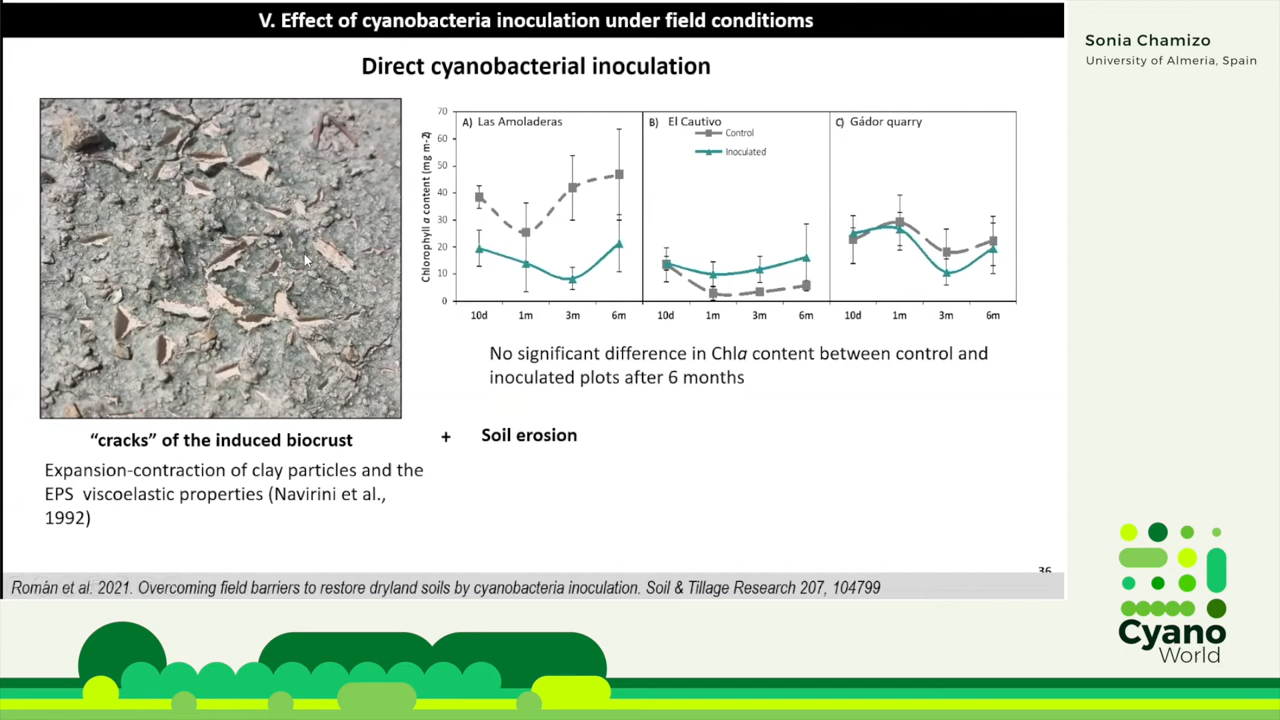 V. Effect of cyanobacteria inoculation under field conditioms
Direct cyanobacterial inoculation
Sonia Chamizo
University of Almeria, Spain
Chlorophyll a content (mg m-2)
70
60
50
40
30
20
10
0
A) Las Amoladeras
B) El Cautivo
C) Gádor quarry
Control
Inoculated
10d 1m 3m 6m
10d 1m 3m 6m
10d 1m 3m 6m
No significant difference in Chla content between control and
inoculated plots after 6 months
“cracks” of the induced biocrust
+ Soil erosion
Expansion-contraction of clay particles and the
EPS viscoelastic properties (Navirini et al.,
1992)
36
Román et al. 2021. Overcoming field barriers to restore dryland soils by cyanobacteria inoculation. Soil & Tillage Research 207, 104799
Cyano
World